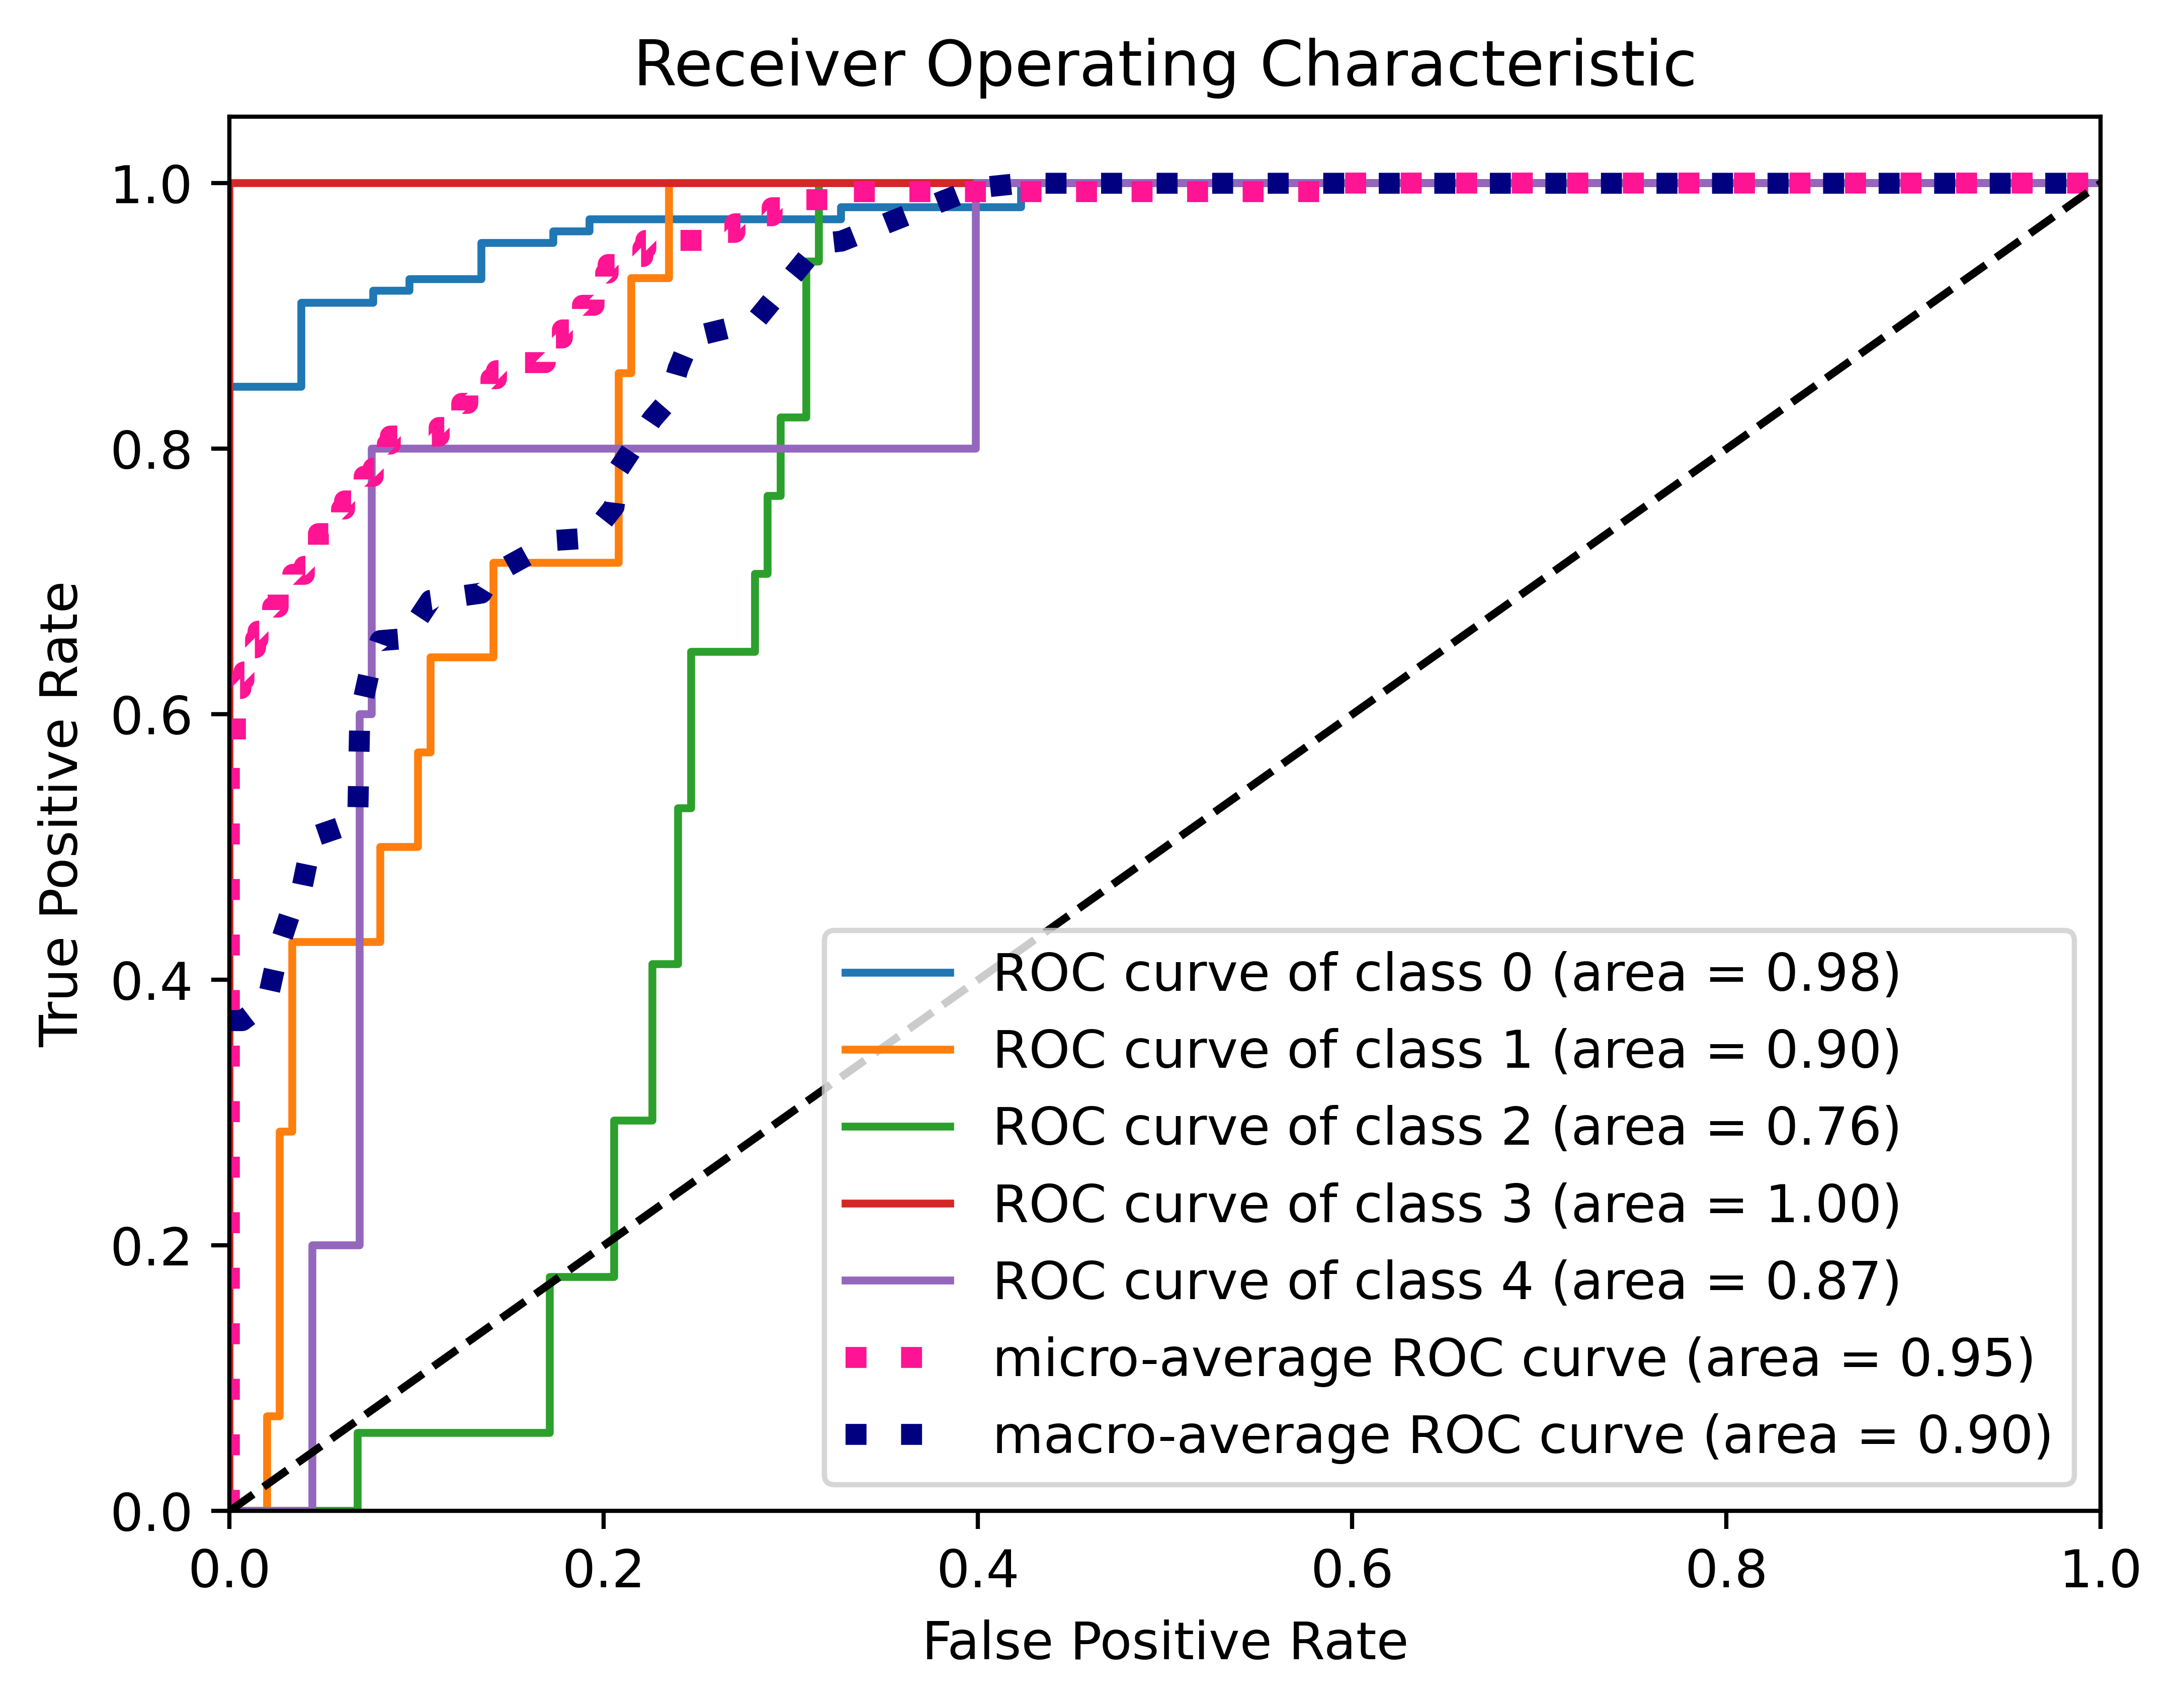 Receiver Operating Characteristic
True Positive Rate
1.0
0.8
0.6
0.4
0.2
0.0
ROC curve of class 0 (area = 0.98)
ROC curve of class 1 (area = 0.90)
ROC curve of class 2 (area = 0.76)
ROC curve of class 3 (area = 1.00)
ROC curve of class 4 (area = 0.87)
micro-average ROC curve (area = 0.95)
macro-average ROC curve (area = 0.90)
0.0 0.2 0.4 0.6 0.8 1.0
False Positive Rate